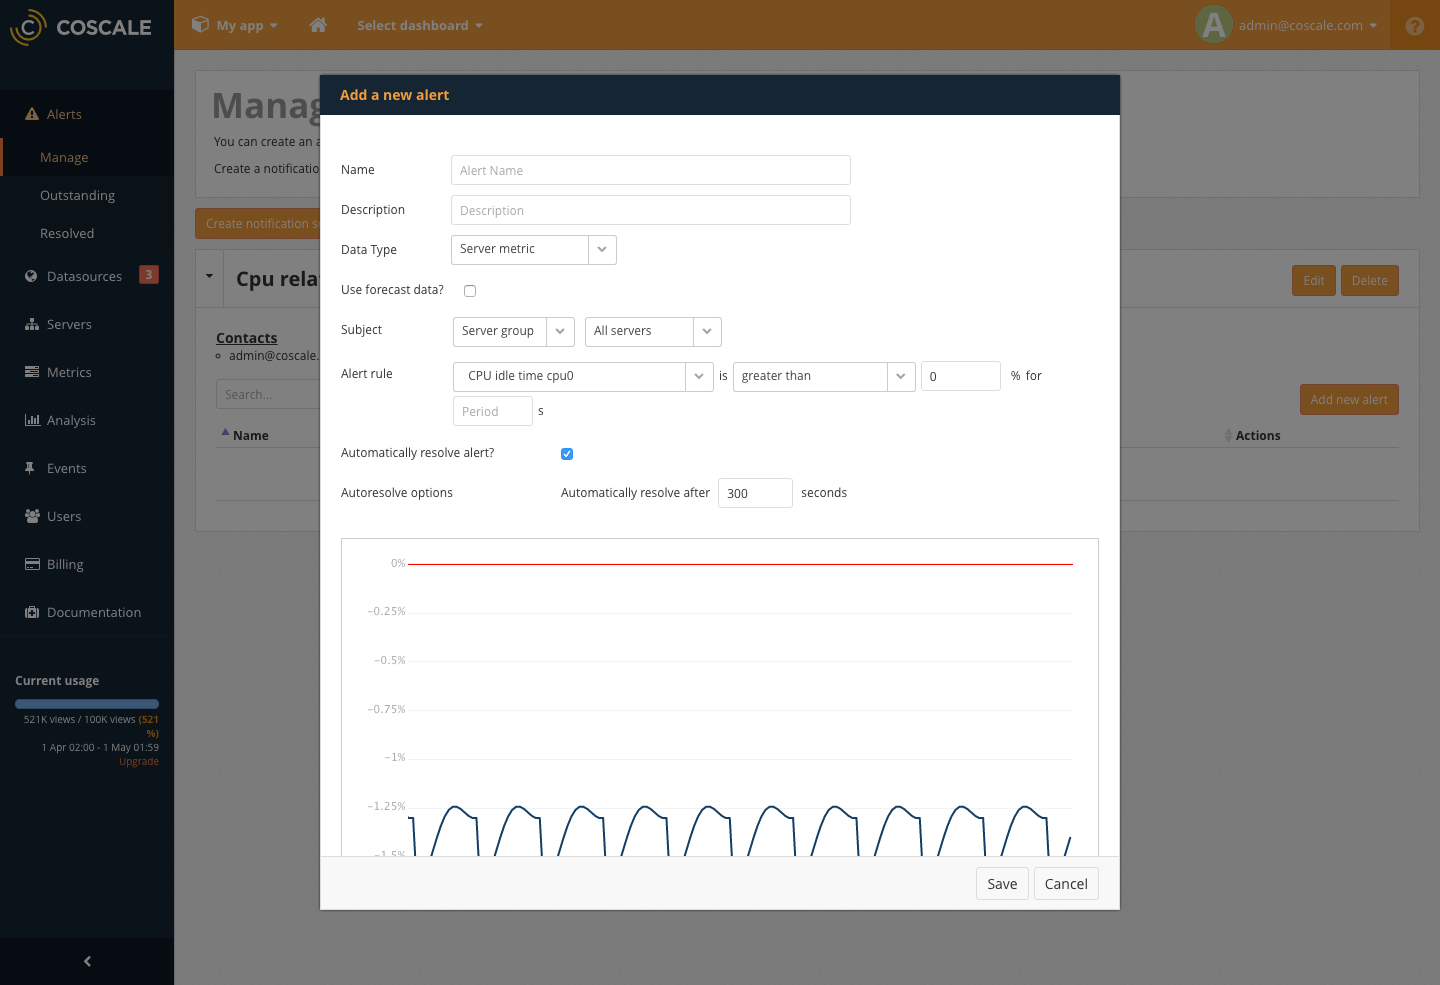 COSCALE
My app
Select dashboard
A
admin@coscale.com
?
Alerts
Manage
Outstanding
Resolved
Datasources 3
Servers
Metrics
Analysis
Events
Users
Billing
Documentation
Current usage
521K views / 100K views (521
%)
1 Apr 02:00 - 1 May 01:59
Upgrade
Manag
You can create an a
Create a notificatio
Create notification s
Cpu rela
Edit
Delete
Contacts
admin@coscale.
Search...
Add new alert
Name
Actions
Add a new alert
Name
Alert Name
Description
Description
Data Type
Server metric
Use forecast data?
Subject
Server group
All servers
Alert rule
CPU idle time cpu0 is greater than 0 % for
Period s
Automatically resolve alert?
Autoresolve options
Automatically resolve after 300 seconds
0%
-0.25%
-0.5%
-0.75%
-1%
-1.25%
-1.5%
Save
Cancel